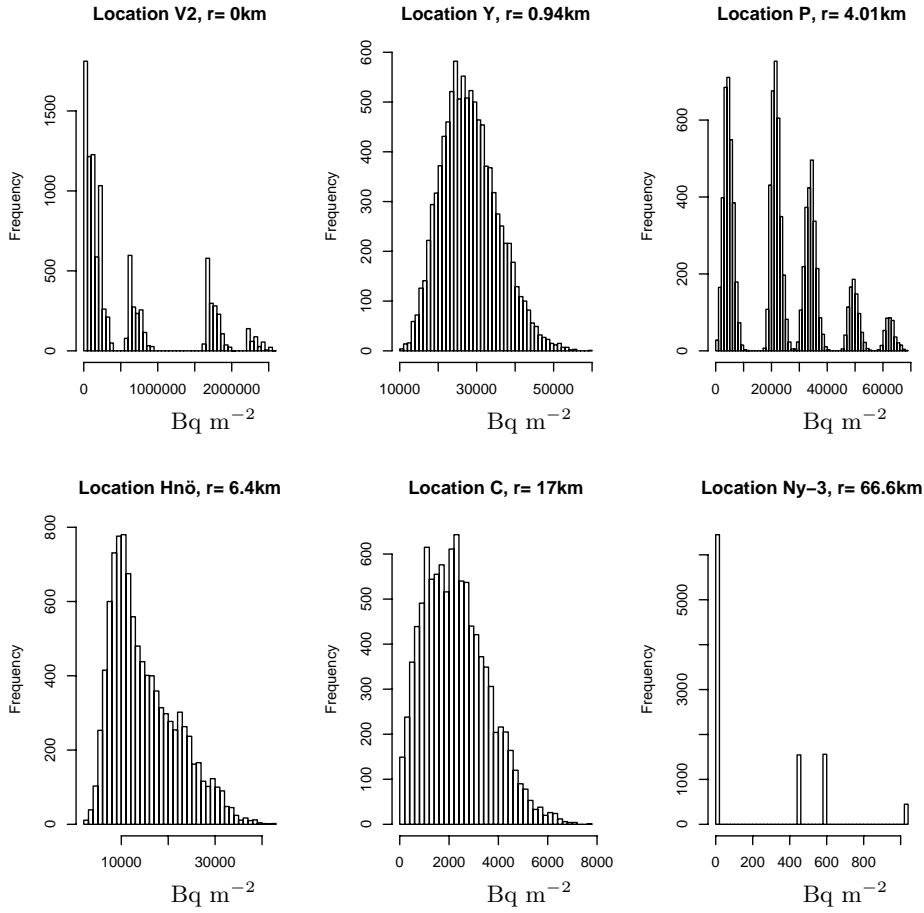 Location V2, r= 0km
Frequency
0 500 1000 1500
0 1000000 2000000
Bq m−2
Location Y, r= 0.94km
Frequency
0 100 200 300 400 500 600
10000 30000 50000
Bq m−2
Location P, r= 4.01km
Frequency
0 200 400 600
0 20000 40000 60000
Bq m−2
Location Hnö, r= 6.4km
Frequency
0 200 400 600 800
10000 30000
Bq m−2
Location C, r= 17km
Frequency
0 100 200 300 400 500 600
0 2000 4000 6000 8000
Bq m−2
Location Ny−3, r= 66.6km
Frequency
0 1000 3000 5000
0 200 400 600 800
Bq m−2